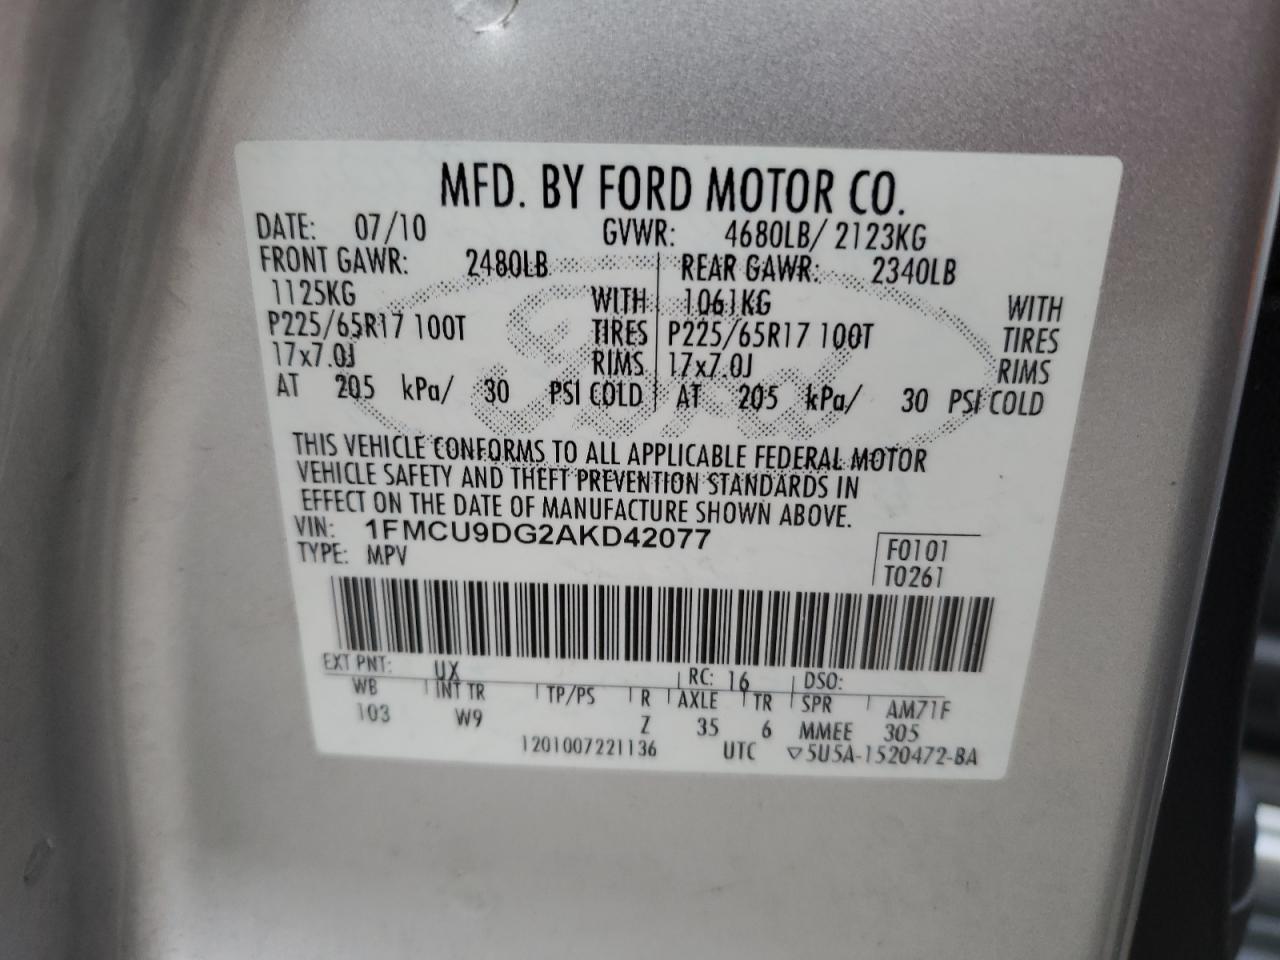 MFD. BY FORD MOTOR CO.
DATE: 07/10 GVWR: 4680LB/ 2123KG
FRONT GAWR: 2480LB REAR GAWR: 2340LB
1125KG WITH 1061KG WITH
P225/65R17 100T TIRES P225/65R17 100T TIRES
17x7.0J RIMS 17x7.0J RIMS
AT 205 kPa/ 30 PSI COLD AT 205 kPa/ 30 PSI COLD
Ford
THIS VEHICLE CONFORMS TO ALL APPLICABLE FEDERAL MOTOR
VEHICLE SAFETY AND THEFT PREVENTION STANDARDS IN
EFFECT ON THE DATE OF MANUFACTURE SHOWN ABOVE.
VIN: 1FMCU9DG2AKD42077
TYPE: MPV
F0101
T0261
EXT PNT: UX RC: 16 DSO:
WB INT TR TP/PS R AXLE TR SPR AM71F
103 W9 Z 35 6 MMEE 305
1201007221136 UTC ▽5U5A-1520472-BA